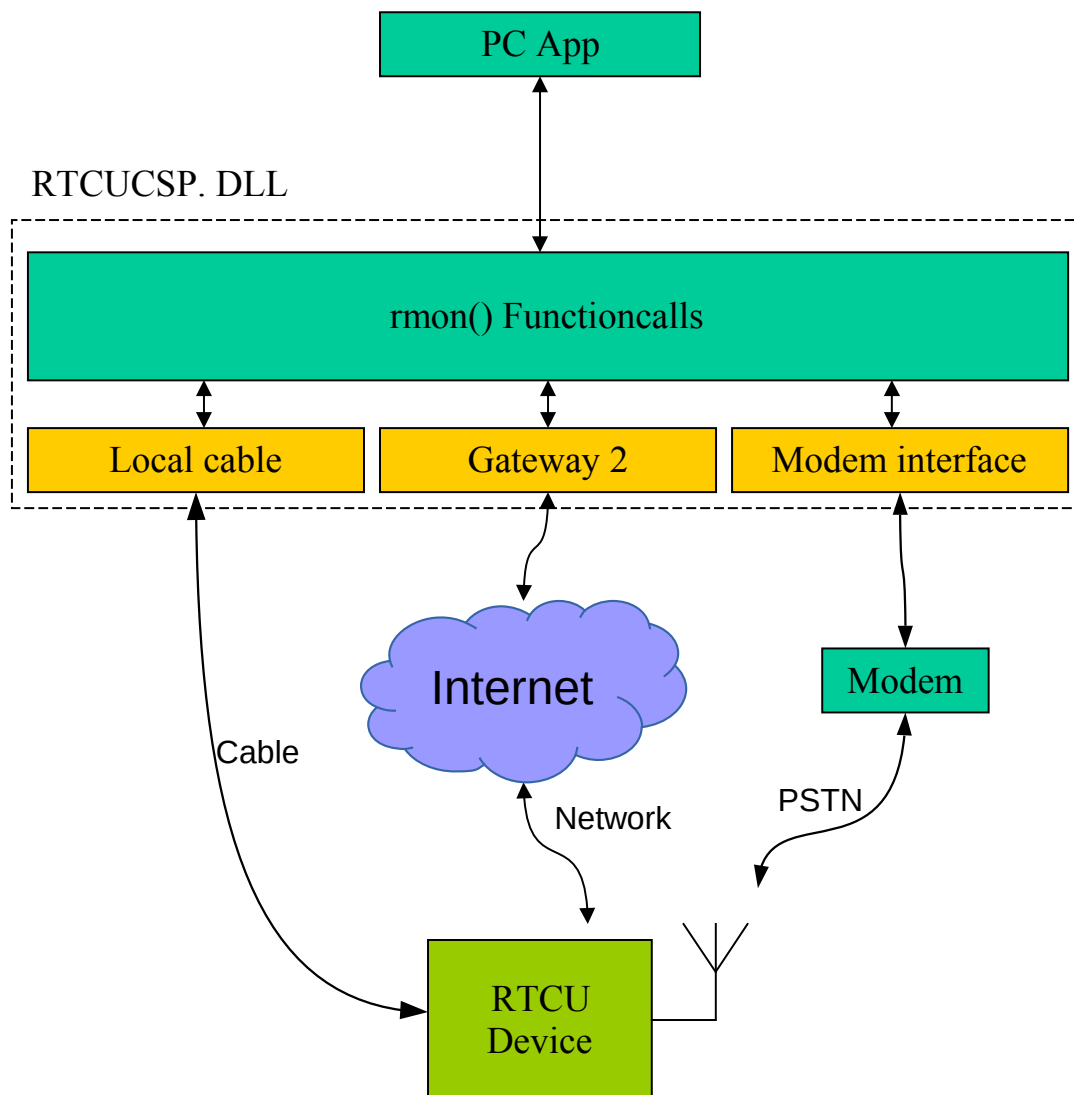 PC App
RTCUCSP. DLL
rmon() Functioncalls
Local cable
Gateway 2
Modem interface
Internet
Modem
Cable
PSTN
Network
RTCU
Device